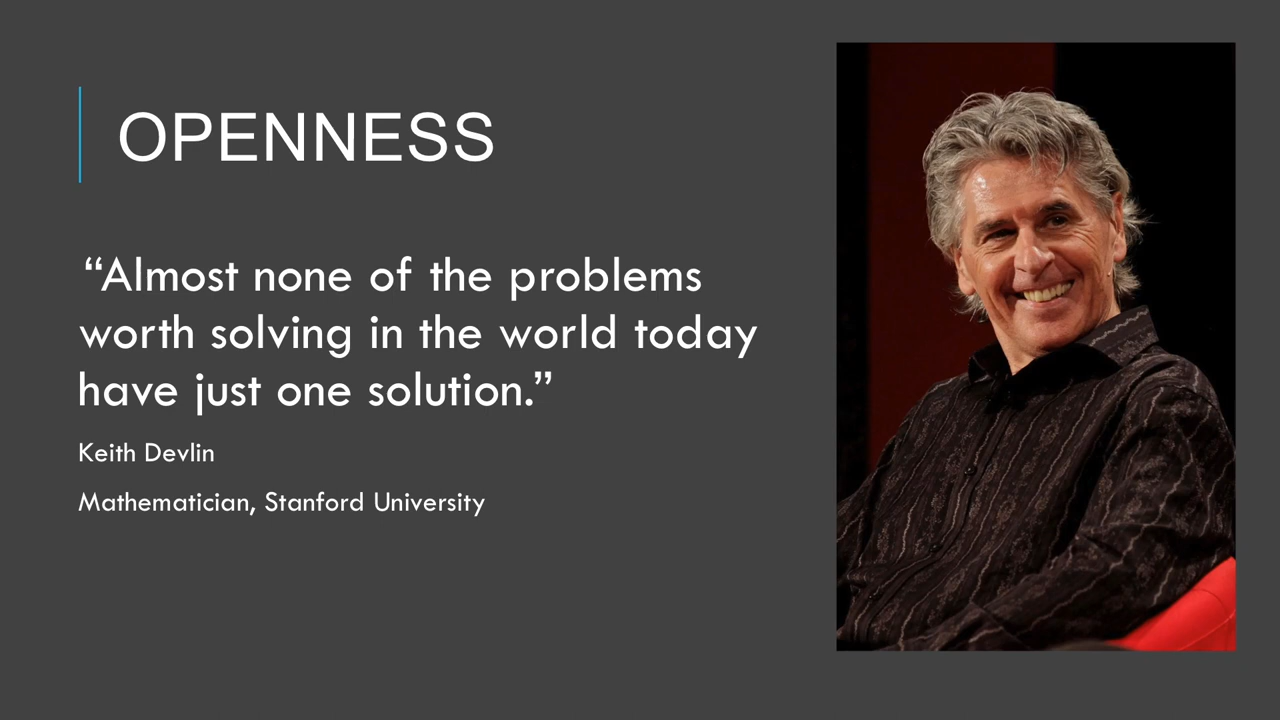 OPENNESS
“Almost none of the problems
worth solving in the world today
have just one solution.”
Keith Devlin
Mathematician, Stanford University